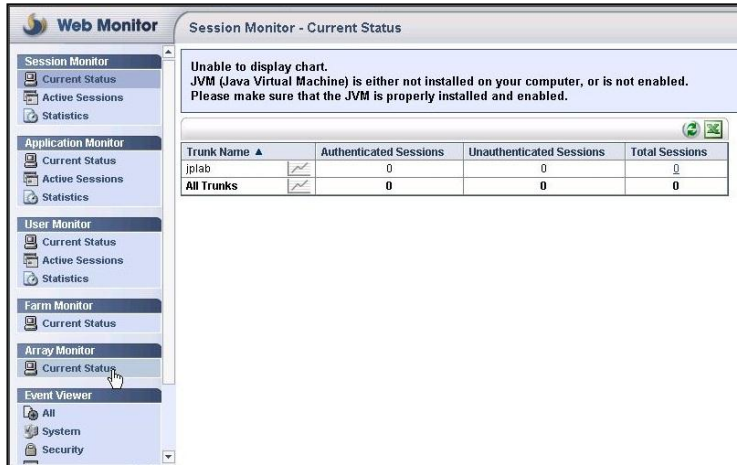 Web Monitor
Session Monitor - Current Status
Session Monitor
Current Status
Active Sessions
Statistics
Application Monitor
Current Status
Active Sessions
Statistics
User Monitor
Current Status
Active Sessions
Statistics
Farm Monitor
Current Status
Array Monitor
Current Status
Event Viewer
All
System
Security
Unable to display chart.
JVM (Java Virtual Machine) is either not installed on your computer, or is not enabled.
Please make sure that the JVM is properly installed and enabled.
Trunk Name ▲ Authenticated Sessions Unauthenticated Sessions Total Sessions
jplab 0 0 0
All Trunks 0 0 0